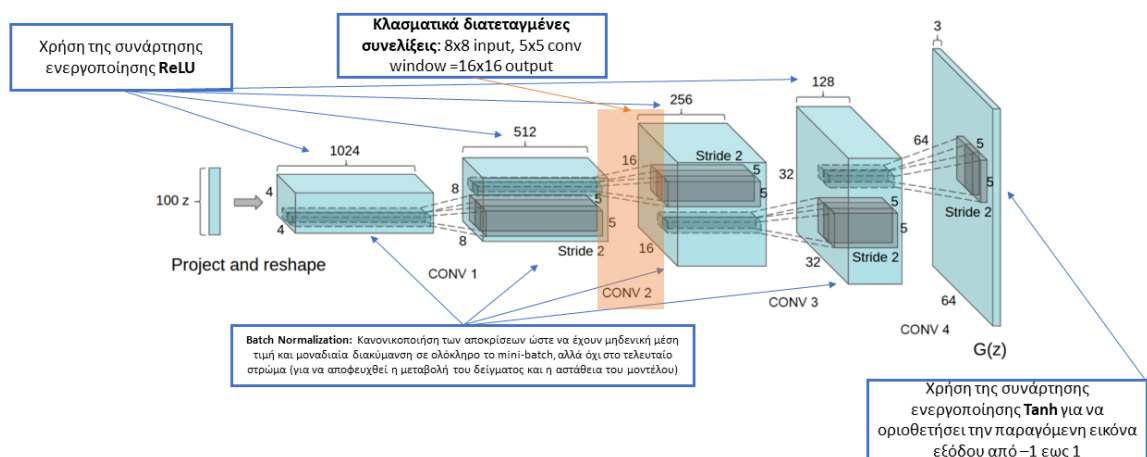 Χρήση της συνάρτησης
ενεργοποίησης ReLU
Κλασματικά διατεταγμένες
συνελίξεις: 8x8 input, 5x5 conv
window =16x16 output
3
128
256
512
1024
64
5
5
Stride 2
32
16
Stride 2
5
5
8
4
100 z
4
5
5
Stride 2
8
16
5
5
Stride 2
32
Project and reshape
CONV 1
CONV 2
CONV 3
64
CONV 4
G(z)
Batch Normalization: Κανονικοποίηση των αποκρίσεων ώστε να έχουν μηδενική μέση
τιμή και μοναδιαία διακύμανση σε ολόκληρο το mini-batch, αλλά όχι στο τελευταίο
στρώμα (για να αποφευχθεί η μεταβολή του δείγματος και η αστάθεια του μοντέλου)
Χρήση της συνάρτησης
ενεργοποίησης Tanh για να
οριοθετήσει την παραγόμενη εικόνα
εξόδου από –1 εως 1